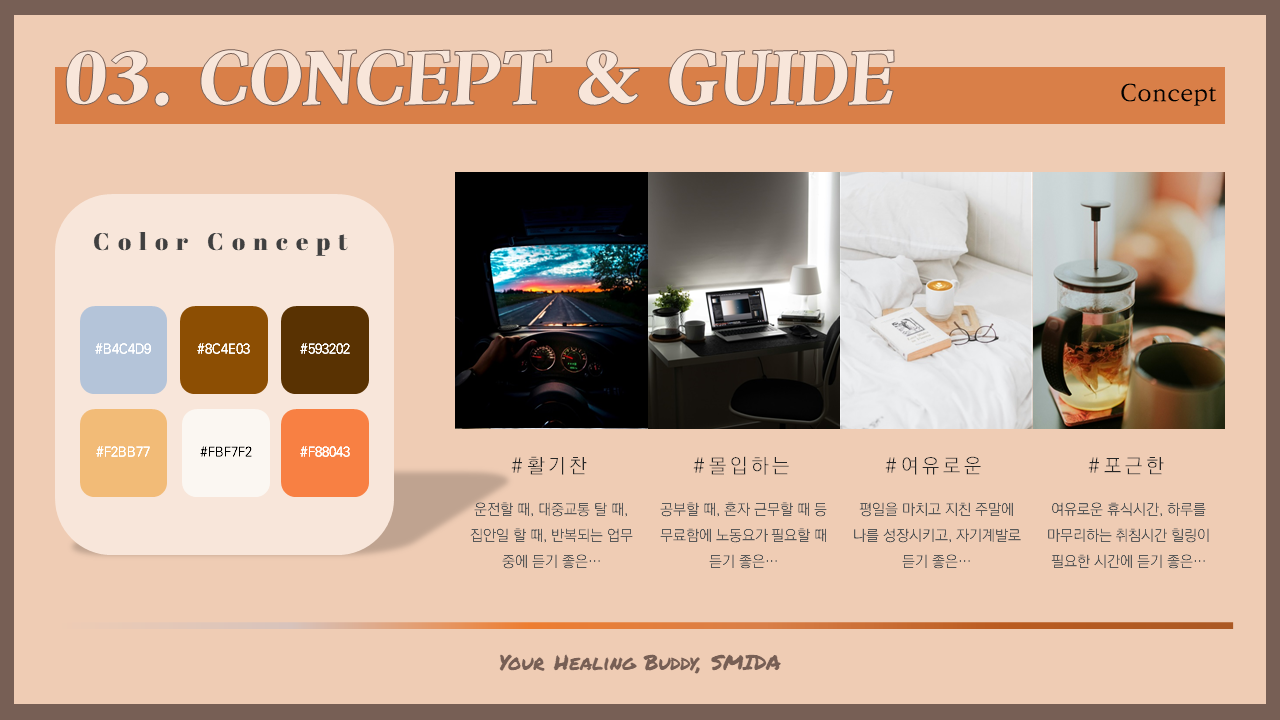 03. CONCEPT & GUIDE
Concept
Color Concept
#B4C4D9
#8C4E03
#593202
#F2BB77
#FBF7F2
#F88043
#활기찬
운전할 때, 대중교통 탈 때,
집안일 할 때, 반복되는 업무
중에 듣기 좋은…
#몰입하는
공부할 때, 혼자 근무할 때 등
무료함에 노동요가 필요할 때
듣기 좋은…
#여유로운
평일을 마치고 지친 주말에
나를 성장시키고, 자기계발로
듣기 좋은…
#포근한
여유로운 휴식시간, 하루를
마무리하는 취침시간 힐링이
필요한 시간에 듣기 좋은…
Your Healing Buddy, SMIDA